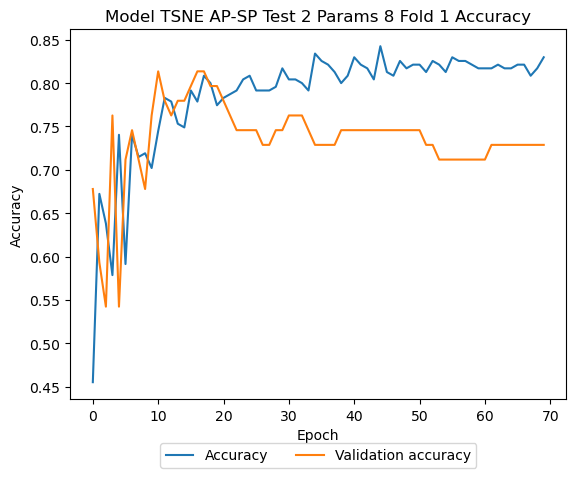 Model TSNE AP-SP Test 2 Params 8 Fold 1 Accuracy
0.85
0.80
0.75
0.70
0.65
0.60
0.55
0.50
0.45
Accuracy
0 10 20 30 40 50 60 70
Epoch
Accuracy Validation accuracy